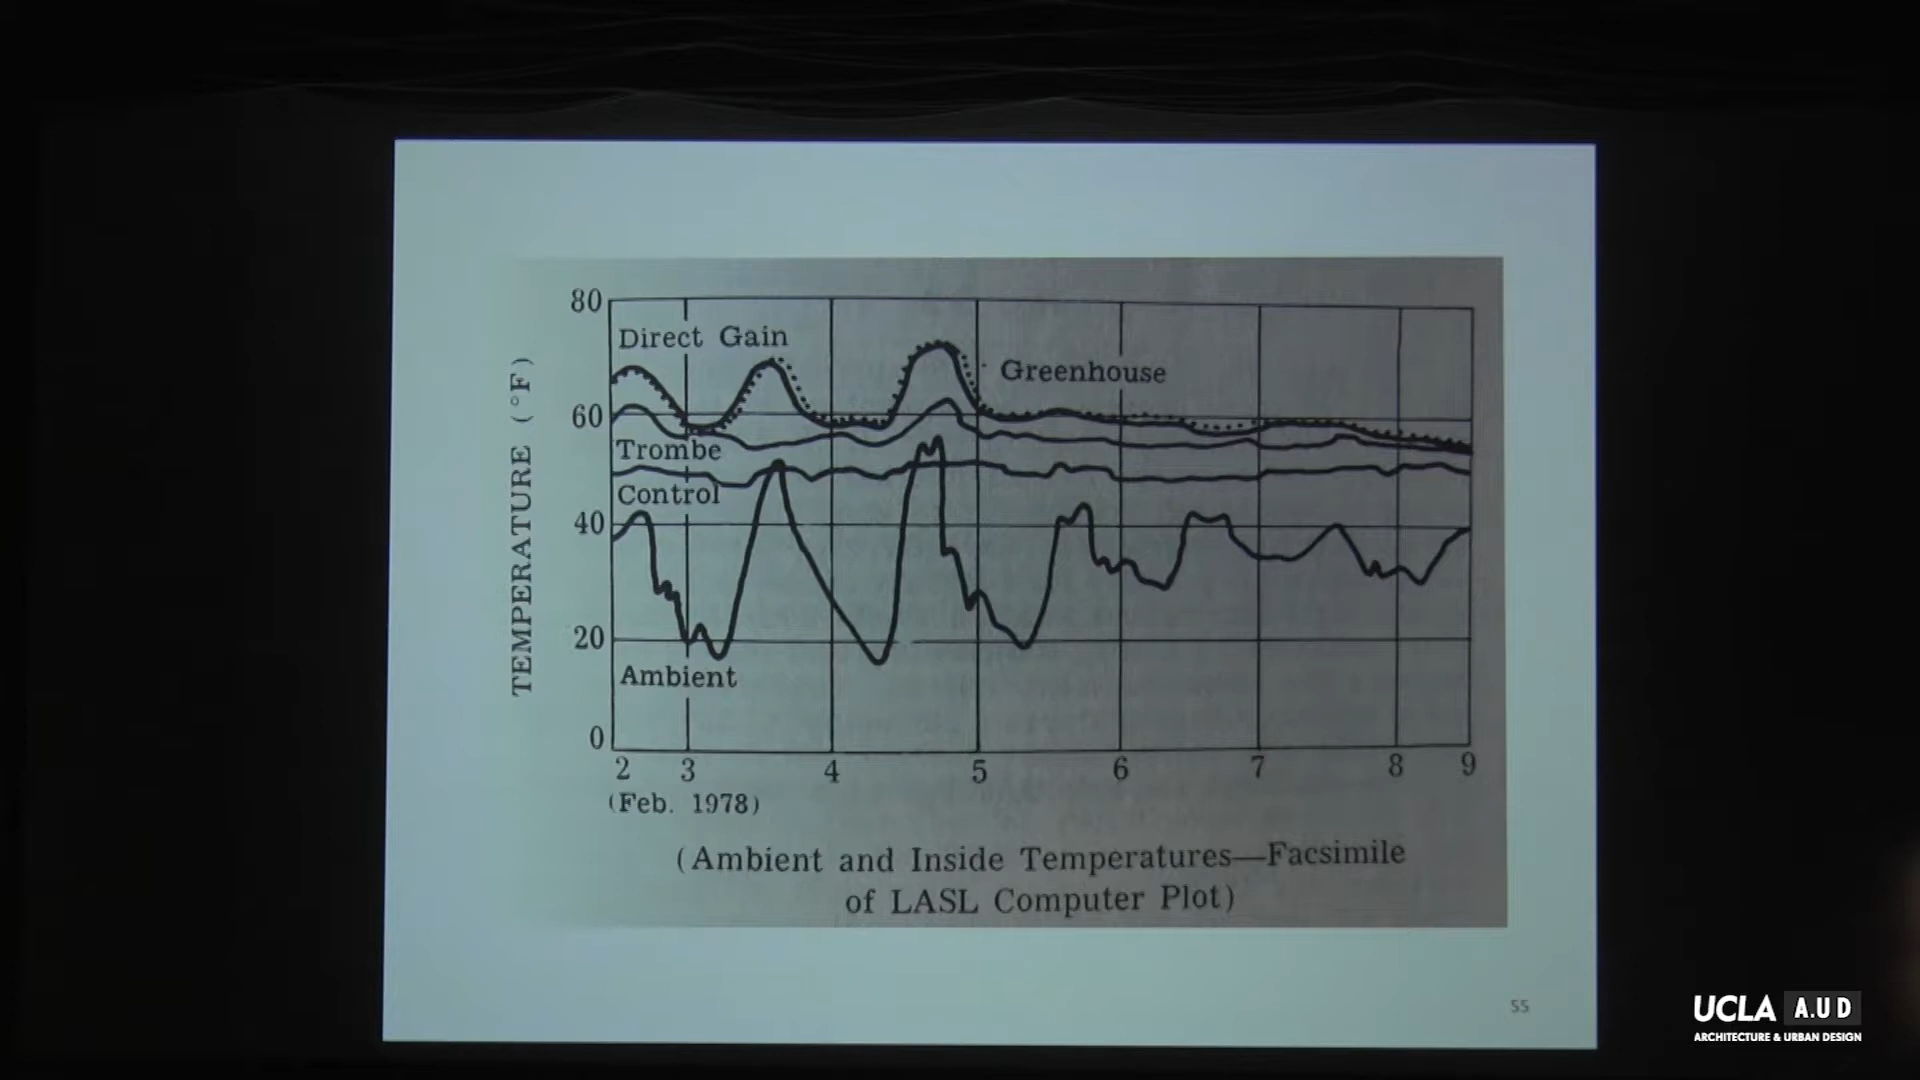 80
Direct Gain
Greenhouse
60
Trombe
Control
40
20
Ambient
0
TEMPERATURE (°F)
2 3 4 5 6 7 8 9
(Feb. 1978)
(Ambient and Inside Temperatures—Facsimile
of LASL Computer Plot)
55
UCLA A.U D
ARCHITECTURE & URBAN DESIGN